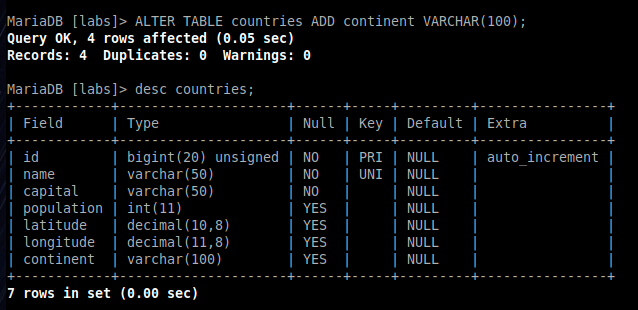 MariaDB [labs]> ALTER TABLE countries ADD continent VARCHAR(100);
Query OK, 4 rows affected (0.05 sec)
Records: 4  Duplicates: 0  Warnings: 0

MariaDB [labs]> desc countries;
+------------+---------------------+------+-----+---------+----------------+
| Field      | Type                | Null | Key | Default | Extra          |
+------------+---------------------+------+-----+---------+----------------+
| id         | bigint(20) unsigned | NO   | PRI | NULL    | auto_increment |
| name       | varchar(50)         | NO   | UNI | NULL    |                |
| capital    | varchar(50)         | NO   |     | NULL    |                |
| population | int(11)             | YES  |     | NULL    |                |
| latitude   | decimal(10,8)       | YES  |     | NULL    |                |
| longitude  | decimal(11,8)       | YES  |     | NULL    |                |
| continent  | varchar(100)        | YES  |     | NULL    |                |
+------------+---------------------+------+-----+---------+----------------+
7 rows in set (0.00 sec)